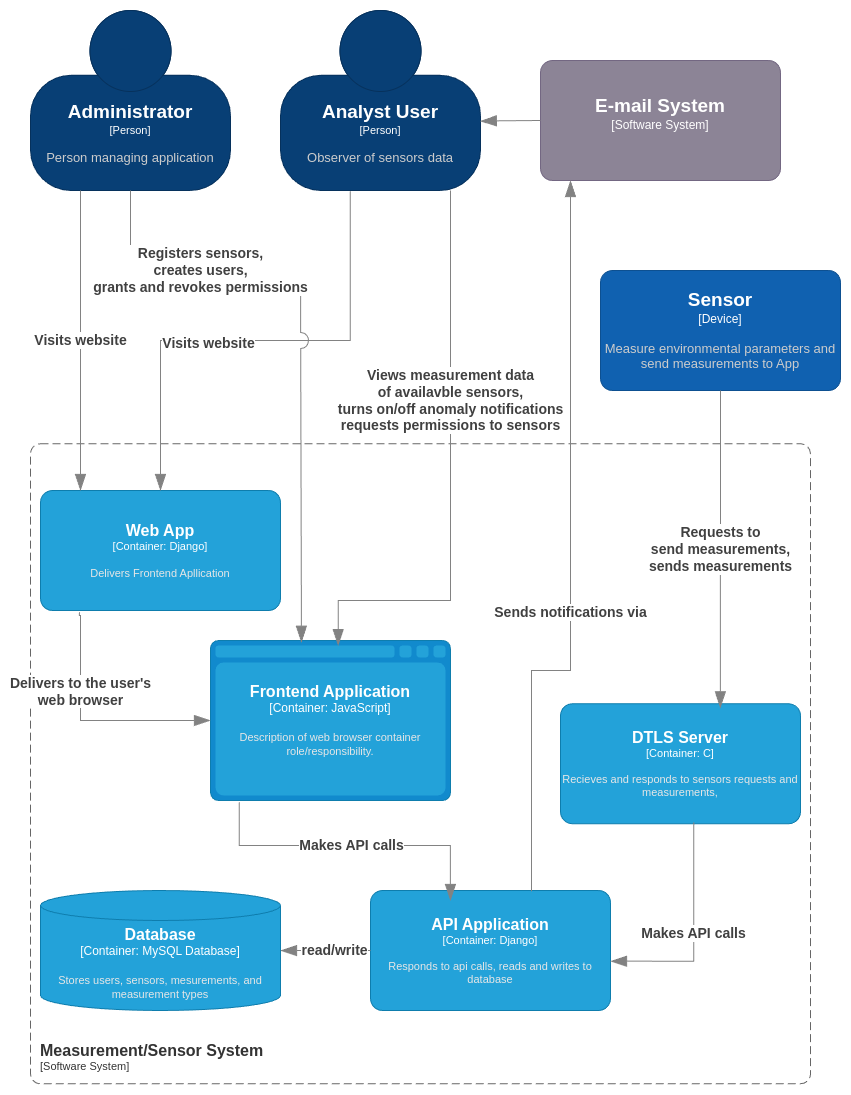 Administrator
[Person]
Person managing application
Analyst User
[Person]
Observer of sensors data
E-mail System
[Software System]
Registers sensors,
creates users,
grants and revokes permissions
Sensor
[Device]
Measure environmental parameters and
send measurements to App
Visits website
Visits website
Views measurement data
of availavble sensors,
turns on/off anomaly notifications
requests permissions to sensors
Web App
[Container: Django]
Delivers Frontend Apllication
Requests to
send measurements,
sends measurements
Sends notifications via
Delivers to the user's
web browser
Frontend Application
[Container: JavaScript]
Description of web browser container
role/responsibility.
DTLS Server
[Container: C]
Recieves and responds to sensors requests and
measurements,
Makes API calls
Database
[Container: MySQL Database]
Stores users, sensors, mesurements, and
measurement types
read/write
API Application
[Container: Django]
Responds to api calls, reads and writes to
database
Makes API calls
Measurement/Sensor System
[Software System]